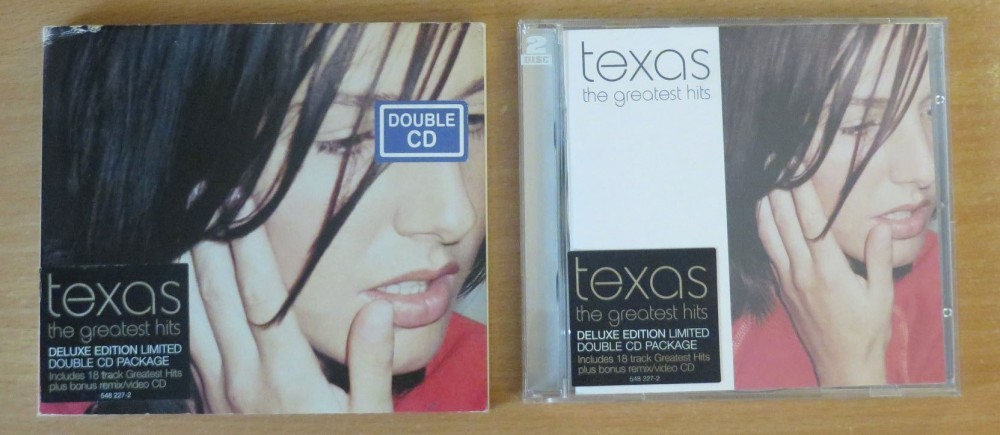 DOUBLE
CD
texas
the greatest hits
DELUXE EDITION LIMITED
DOUBLE CD PACKAGE
Includes 18 track Greatest Hits
plus bonus remix/video CD
548 227-2
2
DISC
texas
the greatest hits
texas
the greatest hits
DELUXE EDITION LIMITED
DOUBLE CD PACKAGE
Includes 18 track Greatest Hits
plus bonus remix/video CD
548 227-2